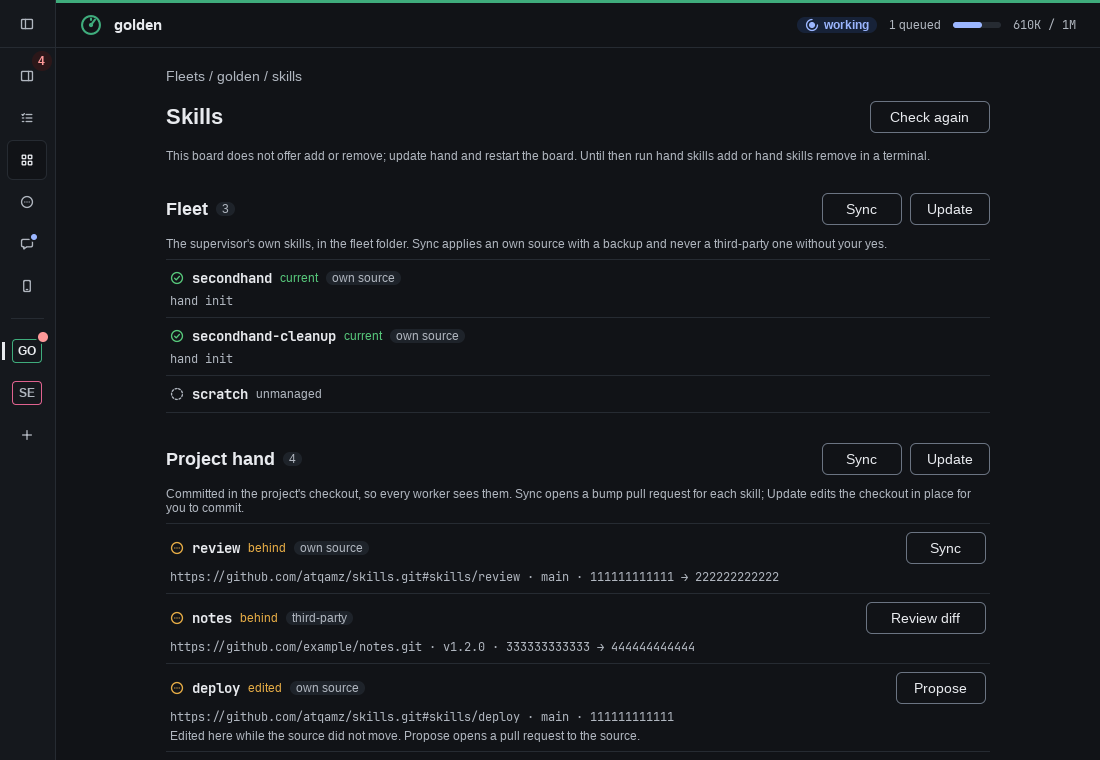 golden
working
1 queued
610K / 1M
4
GO
SE
Fleets / golden / skills
Skills
Check again
This board does not offer add or remove; update hand and restart the board. Until then run hand skills add or hand skills remove in a terminal.
Fleet 3
Sync
Update
The supervisor's own skills, in the fleet folder. Sync applies an own source with a backup and never a third-party one without your yes.
secondhand current own source
hand init
secondhand-cleanup current own source
hand init
scratch unmanaged
Project hand 4
Sync
Update
Committed in the project's checkout, so every worker sees them. Sync opens a bump pull request for each skill; Update edits the checkout in place for
you to commit.
review behind own source
Sync
https://github.com/atqamz/skills.git#skills/review · main · 111111111111 → 222222222222
notes behind third-party
Review diff
https://github.com/example/notes.git · v1.2.0 · 333333333333 → 444444444444
deploy edited own source
Propose
https://github.com/atqamz/skills.git#skills/deploy · main · 111111111111
Edited here while the source did not move. Propose opens a pull request to the source.